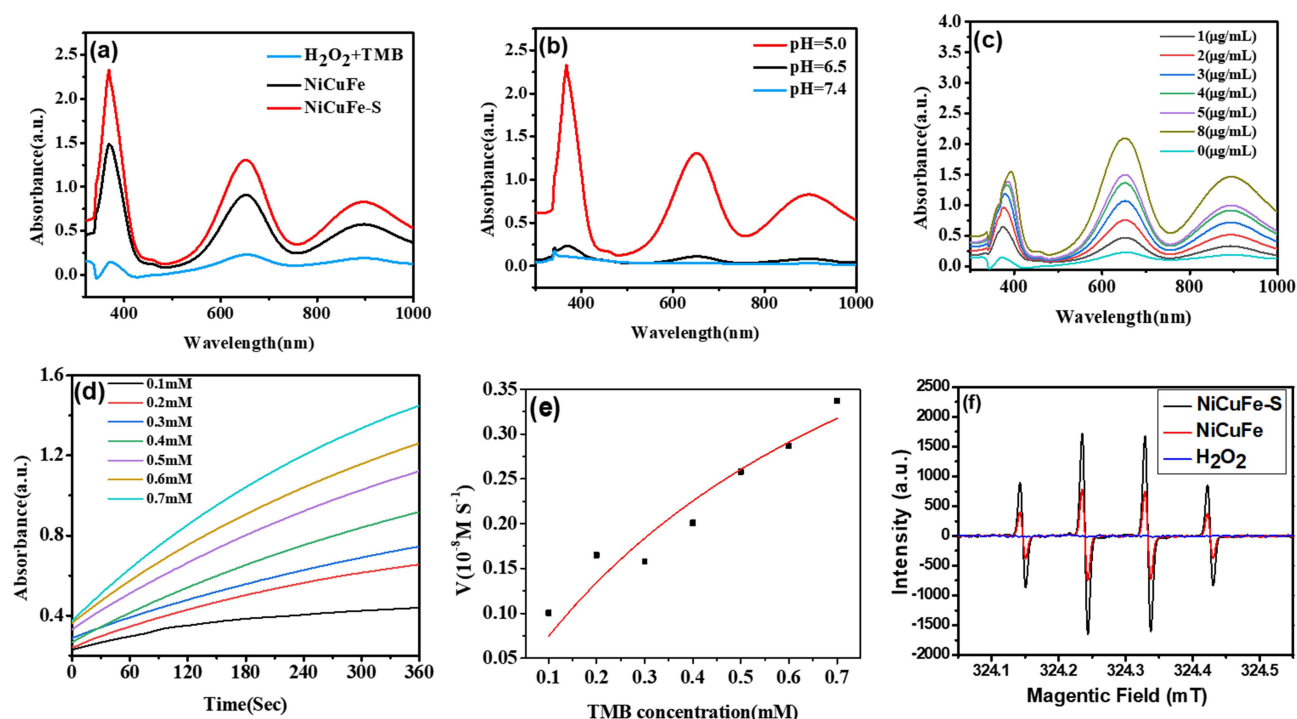 (a)
H₂O₂+TMB
NiCuFe
NiCuFe-S
2.5
2.0
1.5
1.0
0.5
0.0
Absorbance(a.u.)
400
600
800
1000
Wavelength(nm)
(b)
pH=5.0
pH=6.5
pH=7.4
2.5
2.0
1.5
1.0
0.5
0.0
Absorbance(a.u.)
400
600
800
1000
Wavelength(nm)
(c)
1(μg/mL)
2(μg/mL)
3(μg/mL)
4(μg/mL)
5(μg/mL)
8(μg/mL)
0(μg/mL)
4.0
3.5
3.0
2.5
2.0
1.5
1.0
0.5
0.0
Absorbance(a.u.)
400
600
800
1000
Wavelength(nm)
(d)
0.1mM
0.2mM
0.3mM
0.4mM
0.5mM
0.6mM
0.7mM
1.6
1.2
0.8
0.4
Absorbance(a.u.)
0
60
120
180
240
300
360
Time(Sec)
(e)
0.35
0.30
0.25
0.20
0.15
0.10
0.05
V(10⁻⁸M S⁻¹)
0.1
0.2
0.3
0.4
0.5
0.6
0.7
TMB concentration(mM)
(f)
NiCuFe-S
NiCuFe
H₂O₂
2500
2000
1500
1000
500
0
-500
-1000
-1500
-2000
Intensity (a.u.)
324.1
324.2
324.3
324.4
324.5
Magentic Field (mT)